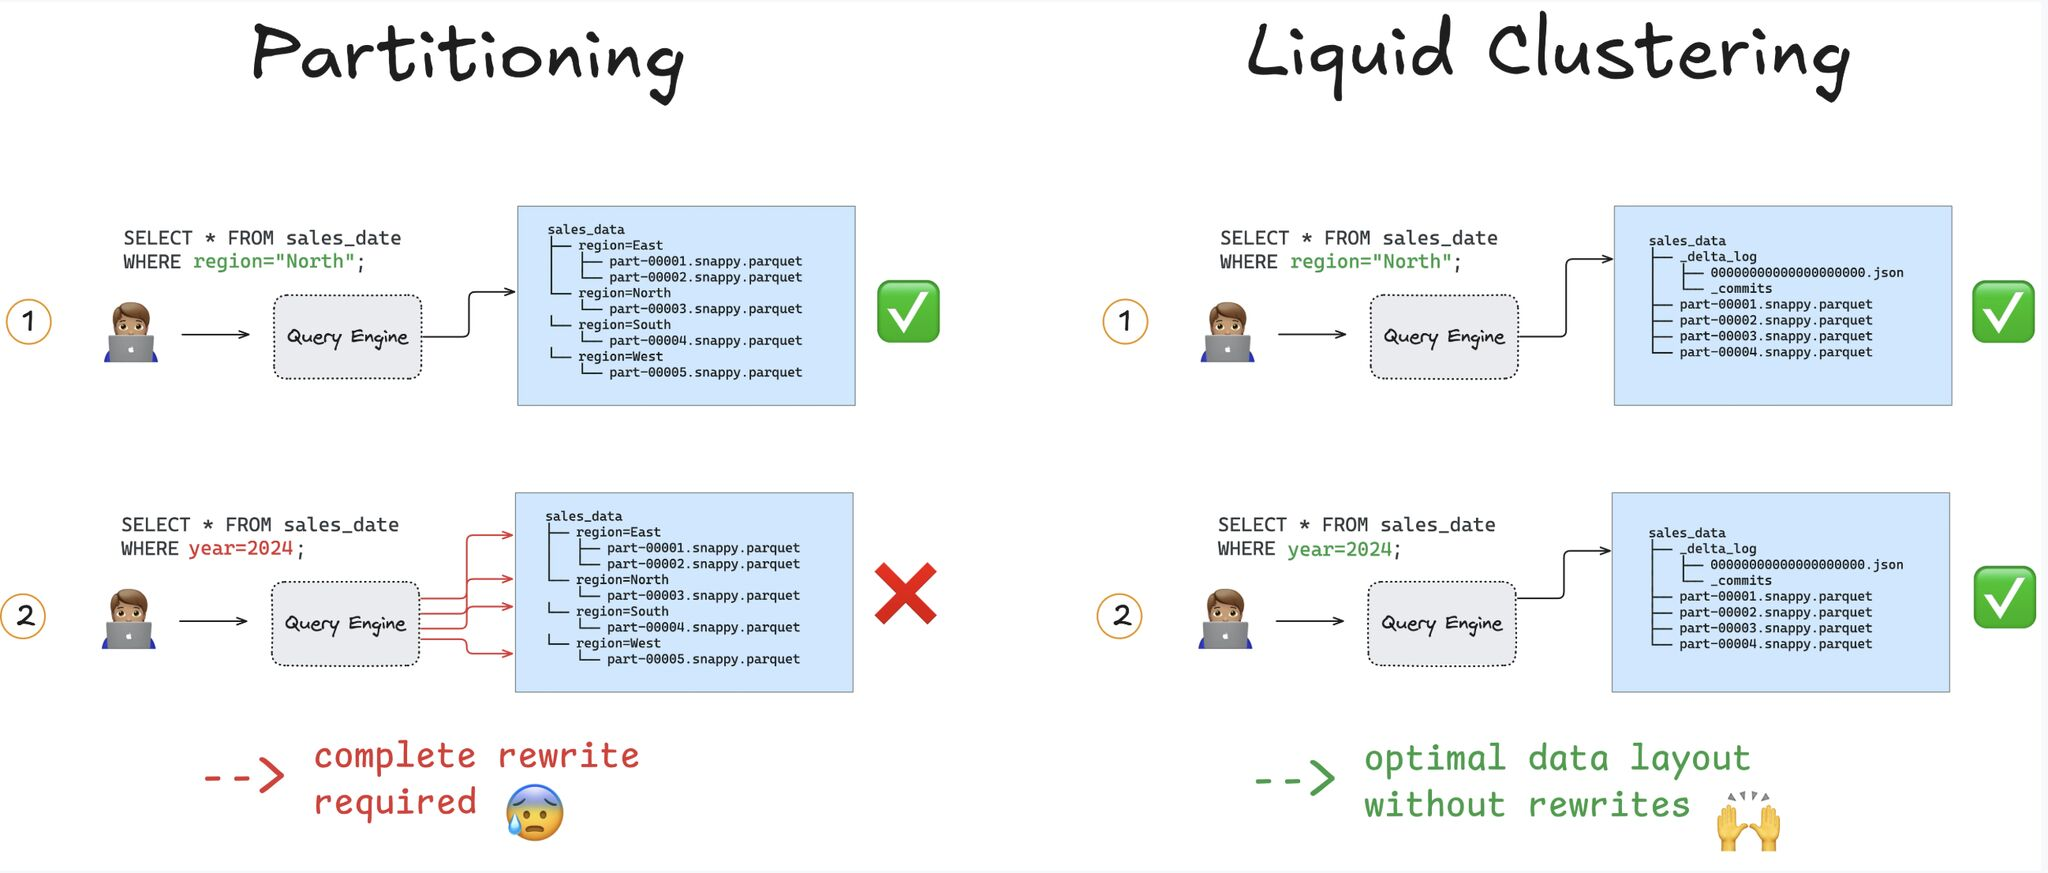 Partitioning
1
SELECT * FROM sales_date
WHERE region="North";
Query Engine
sales_data
region=East
part-00001.snappy.parquet
part-00002.snappy.parquet
region=North
part-00003.snappy.parquet
region=South
part-00004.snappy.parquet
region=West
part-00005.snappy.parquet
2
SELECT * FROM sales_date
WHERE year=2024;
Query Engine
sales_data
region=East
part-00001.snappy.parquet
part-00002.snappy.parquet
region=North
part-00003.snappy.parquet
region=South
part-00004.snappy.parquet
region=West
part-00005.snappy.parquet
--> complete rewrite
required
Liquid Clustering
1
SELECT * FROM sales_date
WHERE region="North";
Query Engine
sales_data
_delta_log
00000000000000000000.json
_commits
part-00001.snappy.parquet
part-00002.snappy.parquet
part-00003.snappy.parquet
part-00004.snappy.parquet
2
SELECT * FROM sales_date
WHERE year=2024;
Query Engine
sales_data
_delta_log
00000000000000000000.json
_commits
part-00001.snappy.parquet
part-00002.snappy.parquet
part-00003.snappy.parquet
part-00004.snappy.parquet
--> optimal data layout
without rewrites